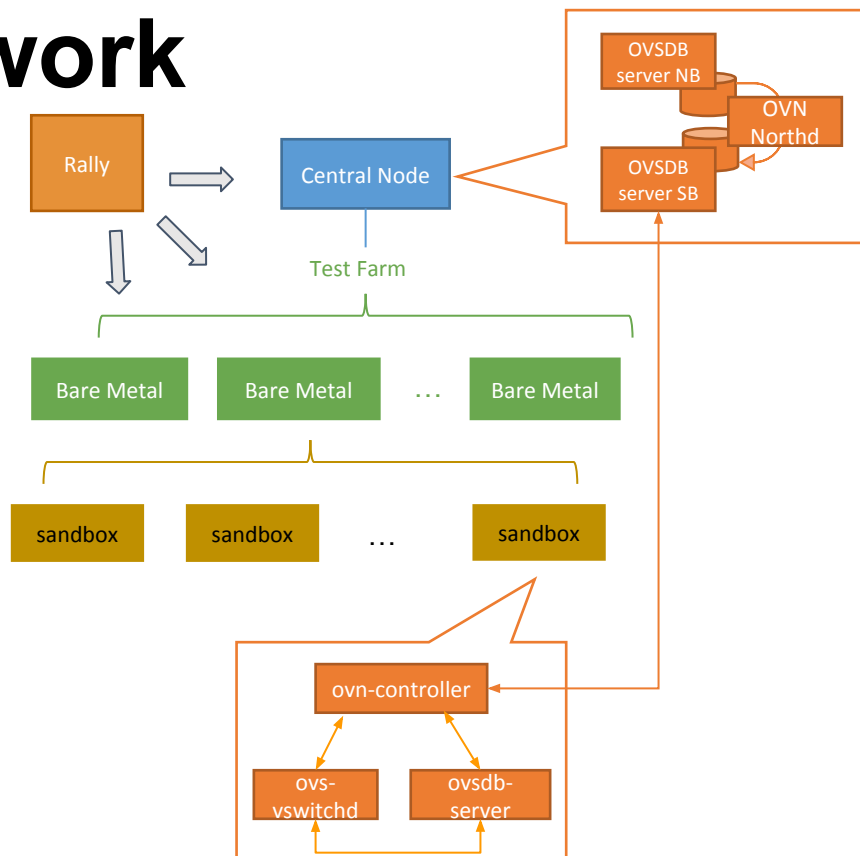 work
Rally
Central Node
OVSDB
server NB
OVN
Northd
OVSDB
server SB
Test Farm
Bare Metal
Bare Metal
...
Bare Metal
sandbox
sandbox
...
sandbox
ovn-controller
ovs-
vswitchd
ovsdb-
server